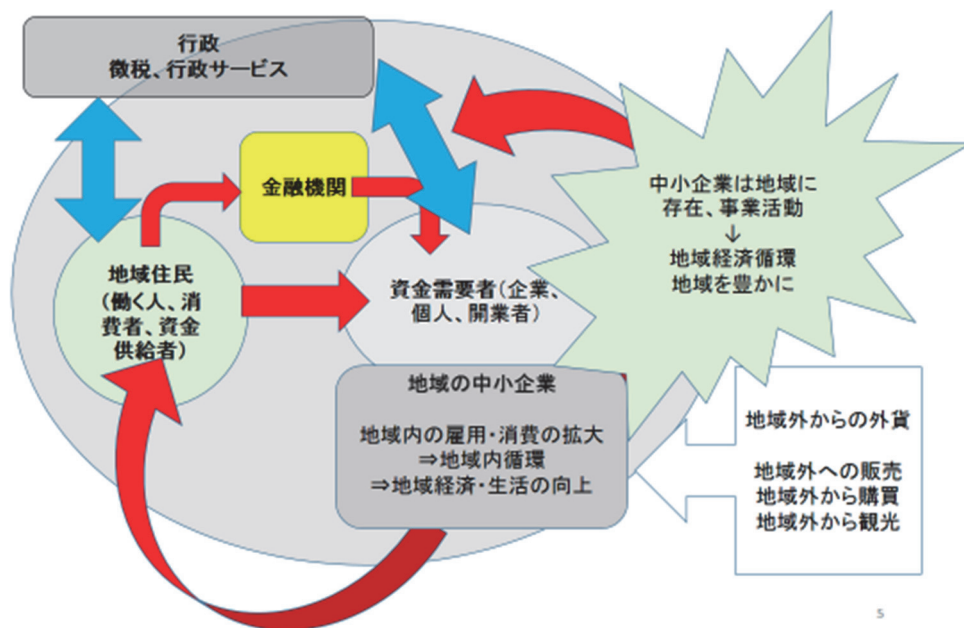 行政
徴税、行政サービス
金融機関
中小企業は地域に
存在、事業活動
↓
地域経済循環
地域を豊かに
地域住民
(働く人、消
費者、資金
供給者)
資金需要者(企業、
個人、開業者)
地域の中小企業
地域内の雇用・消費の拡大
⇒地域内循環
⇒地域経済・生活の向上
地域外からの外貨
地域外への販売
地域外から購買
地域外から観光
5